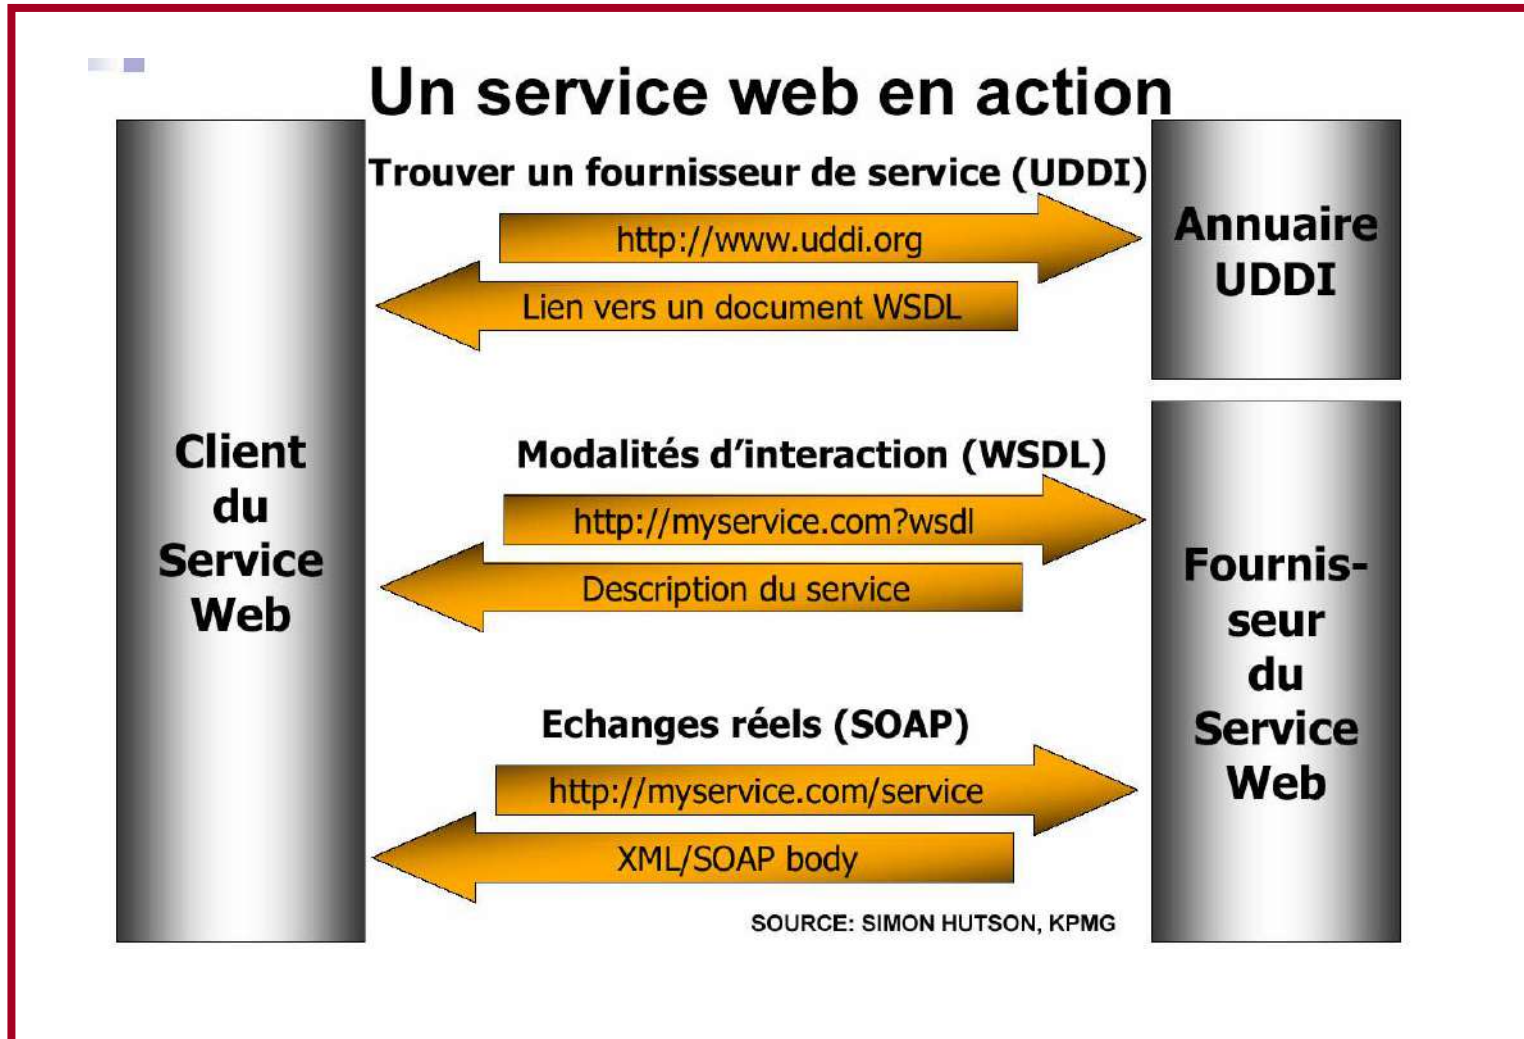 Un service web en action
Trouver un fournisseur de service (UDDI)
http://www.uddi.org
Lien vers un document WSDL
Annuaire
UDDI
Client
du
Service
Web
Modalités d'interaction (WSDL)
http://myservice.com?wsdl
Description du service
Echanges réels (SOAP)
http://myservice.com/service
XML/SOAP body
Fournis-
seur
du
Service
Web
SOURCE: SIMON HUTSON, KPMG